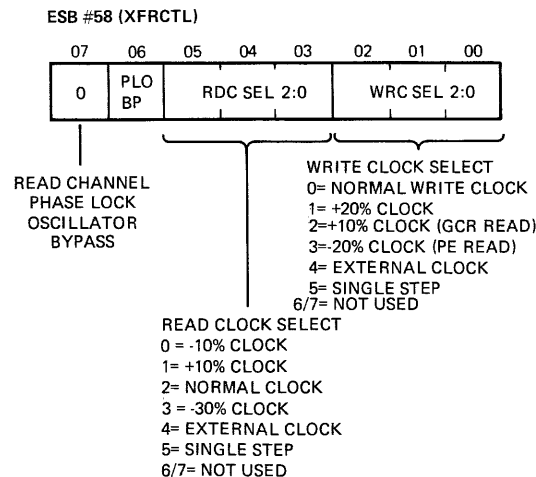 ESB #58 (XFRCTL)
07 06 05 04 03 02 01 00
0 PLO BP RDC SEL 2:0 WRC SEL 2:0
READ CHANNEL
PHASE LOCK
OSCILLATOR
BYPASS
WRITE CLOCK SELECT
0= NORMAL WRITE CLOCK
1= +20% CLOCK
2=+10% CLOCK (GCR READ)
3=-20% CLOCK (PE READ)
4= EXTERNAL CLOCK
5= SINGLE STEP
6/7= NOT USED
READ CLOCK SELECT
0 = -10% CLOCK
1= +10% CLOCK
2= NORMAL CLOCK
3 = -30% CLOCK
4= EXTERNAL CLOCK
5= SINGLE STEP
6/7= NOT USED